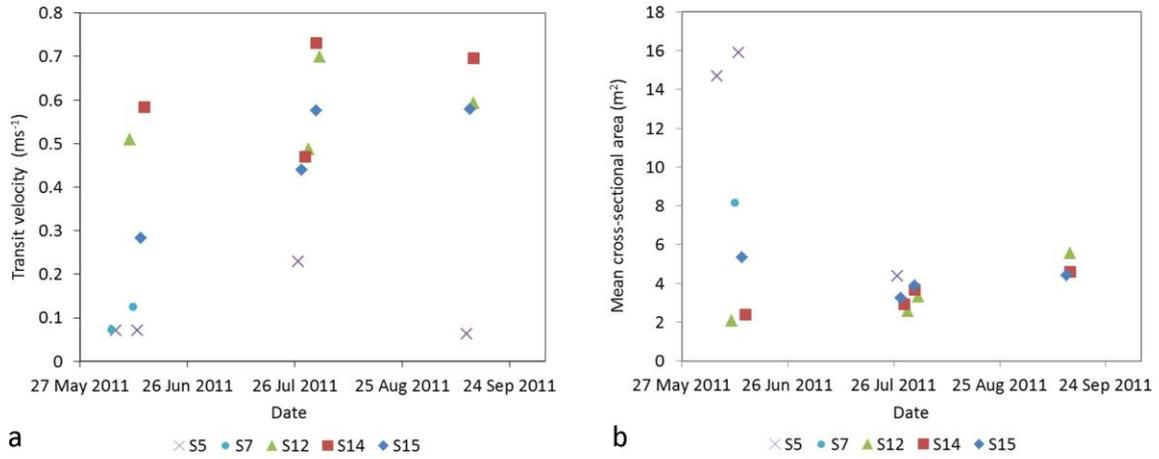 0.8
0.7
0.6
0.5
0.4
0.3
0.2
0.1
0
Transit velocity (ms⁻¹)
27 May 2011 26 Jun 2011 26 Jul 2011 25 Aug 2011 24 Sep 2011
Date
S5 S7 S12 S14 S15
a
18
16
14
12
10
8
6
4
2
0
Mean cross-sectional area (m²)
27 May 2011 26 Jun 2011 26 Jul 2011 25 Aug 2011 24 Sep 2011
Date
S5 S7 S12 S14 S15
b